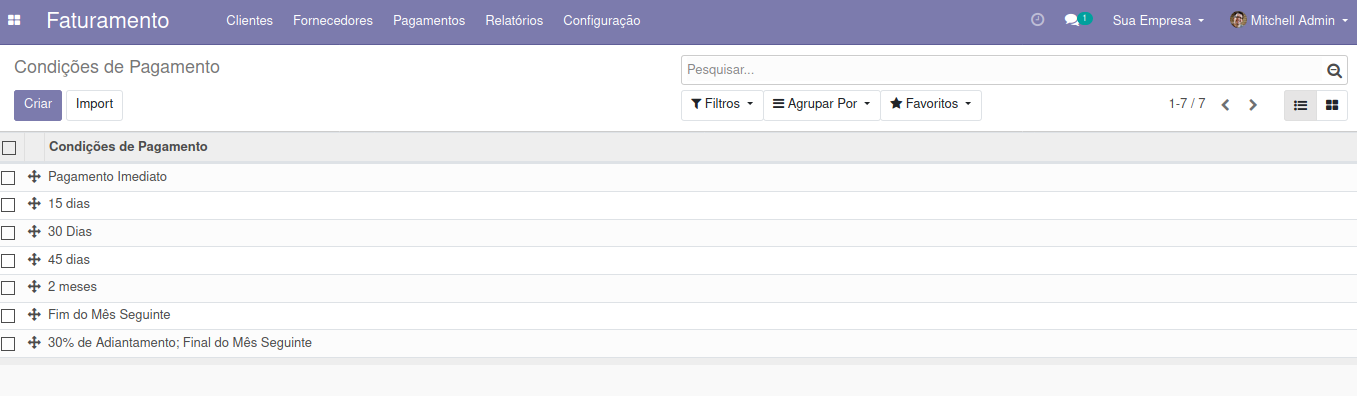 Faturamento Clientes Fornecedores Pagamentos Relatórios Configuração 1 Sua Empresa Mitchell Admin
Condições de Pagamento Pesquisar...
Criar Import Filtros Agrupar Por Favoritos 1-7 / 7
Condições de Pagamento
Pagamento Imediato
15 dias
30 Dias
45 dias
2 meses
Fim do Mês Seguinte
30% de Adiantamento; Final do Mês Seguinte